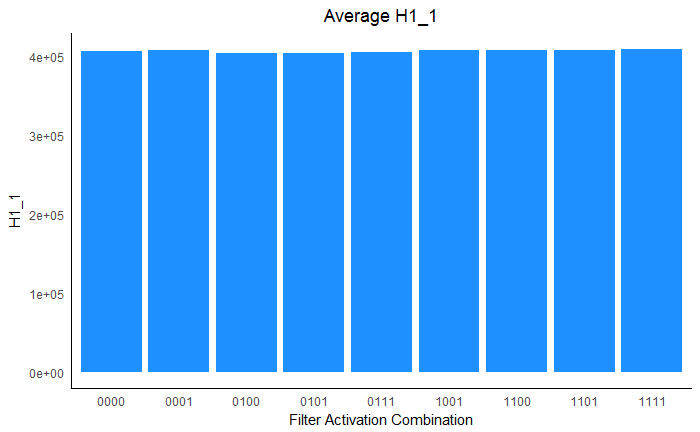 Average H1_1
H1_1
4e+05
3e+05
2e+05
1e+05
0e+00
0000 0001 0100 0101 0111 1001 1100 1101 1111
Filter Activation Combination